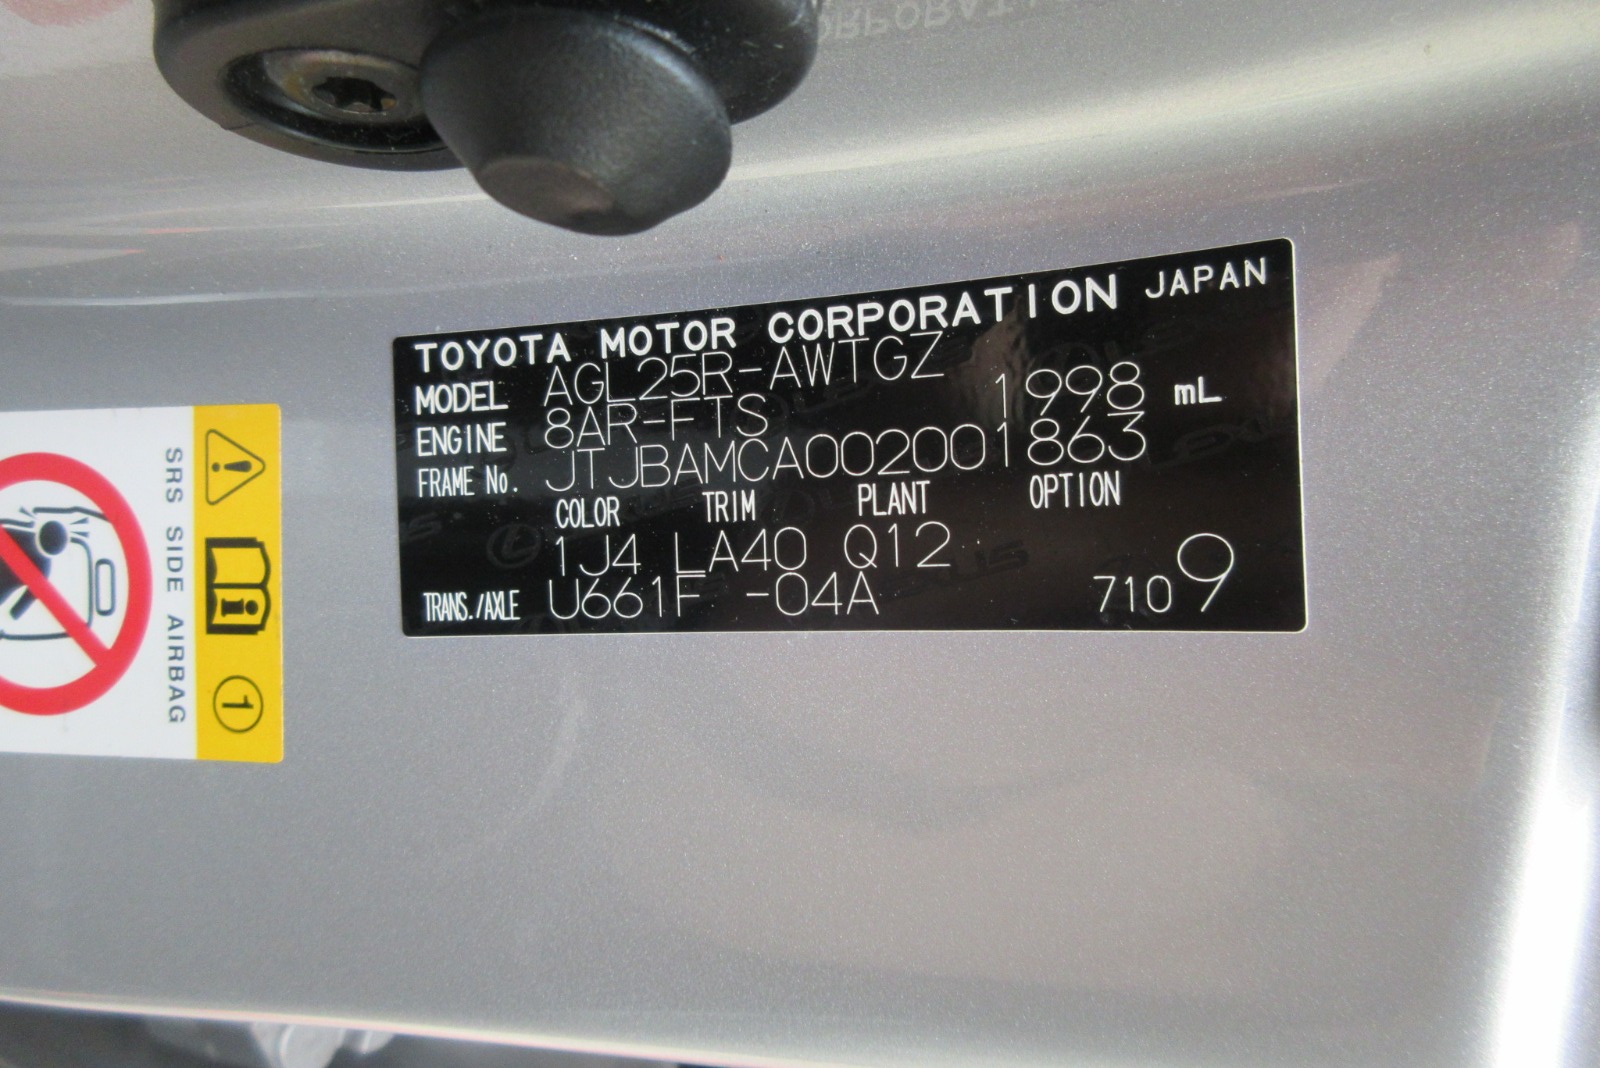 TOYOTA MOTOR CORPORATION JAPAN
MODEL AGL25R-AWTGZ
ENGINE 8AR-FTS 1998 mL
FRAME No. JTJBAMCA002001863
COLOR TRIM PLANT OPTION
1J4 LA40 Q12
TRANS./AXLE U661F -04A 7109
SRS SIDE AIRBAG
1